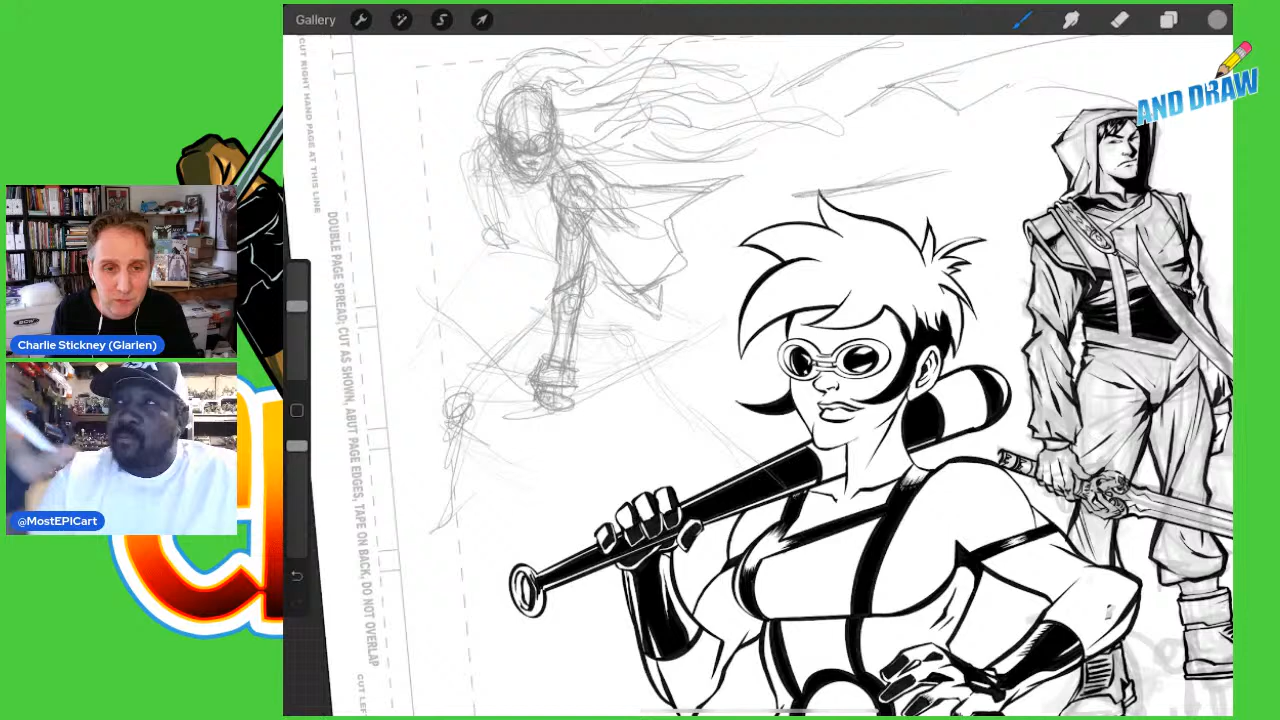 Gallery
AND DRAW
CUT RIGHT HAND PAGE AT THIS LINE
DOUBLE PAGE SPREAD; CUT AS SHOWN, ABUT PAGE EDGES, TAPE ON BACK, DO NOT OVERLAP
Charlie Stickney (Glarien)
@MostEPICart